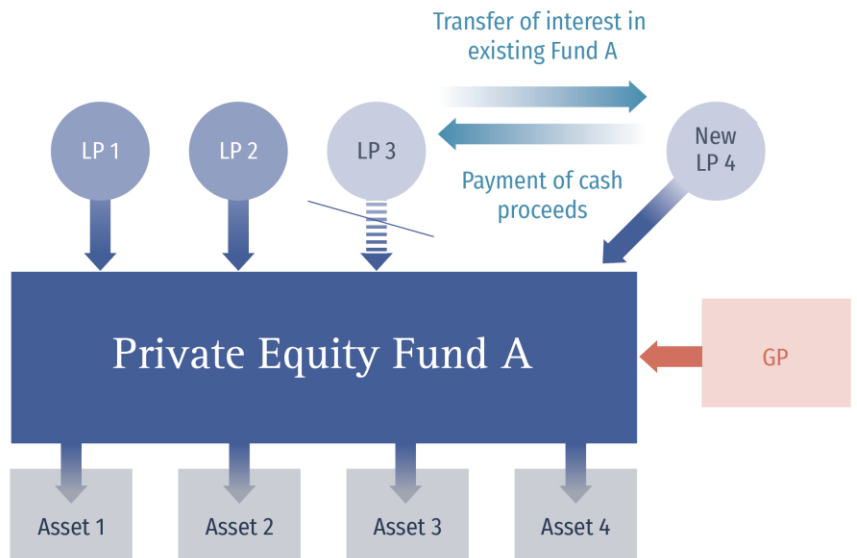 Transfer of interest in
existing Fund A
LP 1
LP 2
LP 3
New
LP 4
Payment of cash
proceeds
Private Equity Fund A
GP
Asset 1
Asset 2
Asset 3
Asset 4